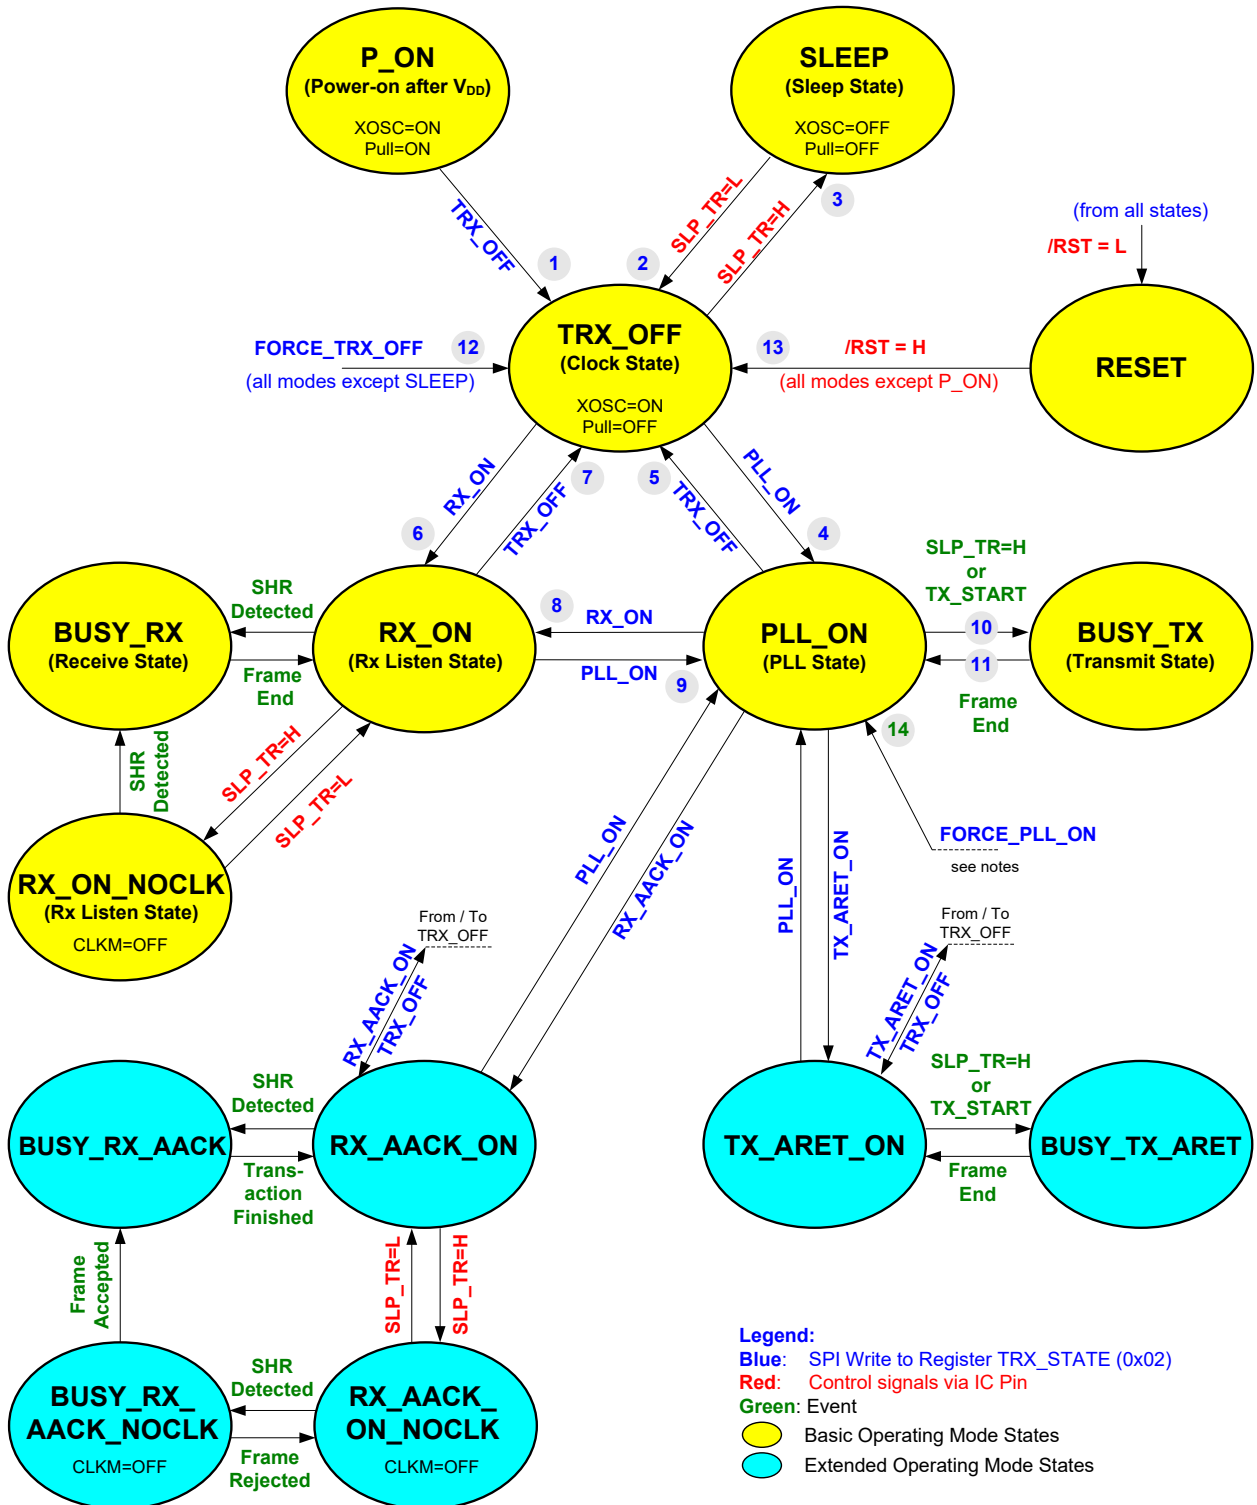 P_ON
(Power-on after VDD)
XOSC=ON
Pull=ON
SLEEP
(Sleep State)
XOSC=OFF
Pull=OFF
TRX_OFF
1
2
SLP_TR=L
SLP_TR=H
3
(from all states)
/RST = L
TRX_OFF
(Clock State)
XOSC=ON
Pull=OFF
FORCE_TRX_OFF
12
(all modes except SLEEP)
13
/RST = H
(all modes except P_ON)
RESET
RX_ON
6
TRX_OFF
7
5
TRX_OFF
PLL_ON
4
SLP_TR=H
or
TX_START
10
11
Frame
End
BUSY_RX
(Receive State)
SHR
Detected
Frame
End
RX_ON
(Rx Listen State)
8
RX_ON
PLL_ON
9
PLL_ON
(PLL State)
BUSY_TX
(Transmit State)
14
SHR
Detected
SLP_TR=H
SLP_TR=L
RX_ON_NOCLK
(Rx Listen State)
CLKM=OFF
PLL_ON
RX_AACK_ON
PLL_ON
TX_ARET_ON
FORCE_PLL_ON
see notes
From / To
TRX_OFF
RX_AACK_ON
TRX_OFF
From / To
TRX_OFF
TX_ARET_ON
TRX_OFF
BUSY_RX_AACK
SHR
Detected
Trans-
action
Finished
RX_AACK_ON
TX_ARET_ON
SLP_TR=H
or
TX_START
Frame
End
BUSY_TX_ARET
Frame
Accepted
SLP_TR=L
SLP_TR=H
BUSY_RX_
AACK_NOCLK
CLKM=OFF
SHR
Detected
Frame
Rejected
RX_AACK_
ON_NOCLK
CLKM=OFF
Legend:
Blue: SPI Write to Register TRX_STATE (0x02)
Red: Control signals via IC Pin
Green: Event
Basic Operating Mode States
Extended Operating Mode States